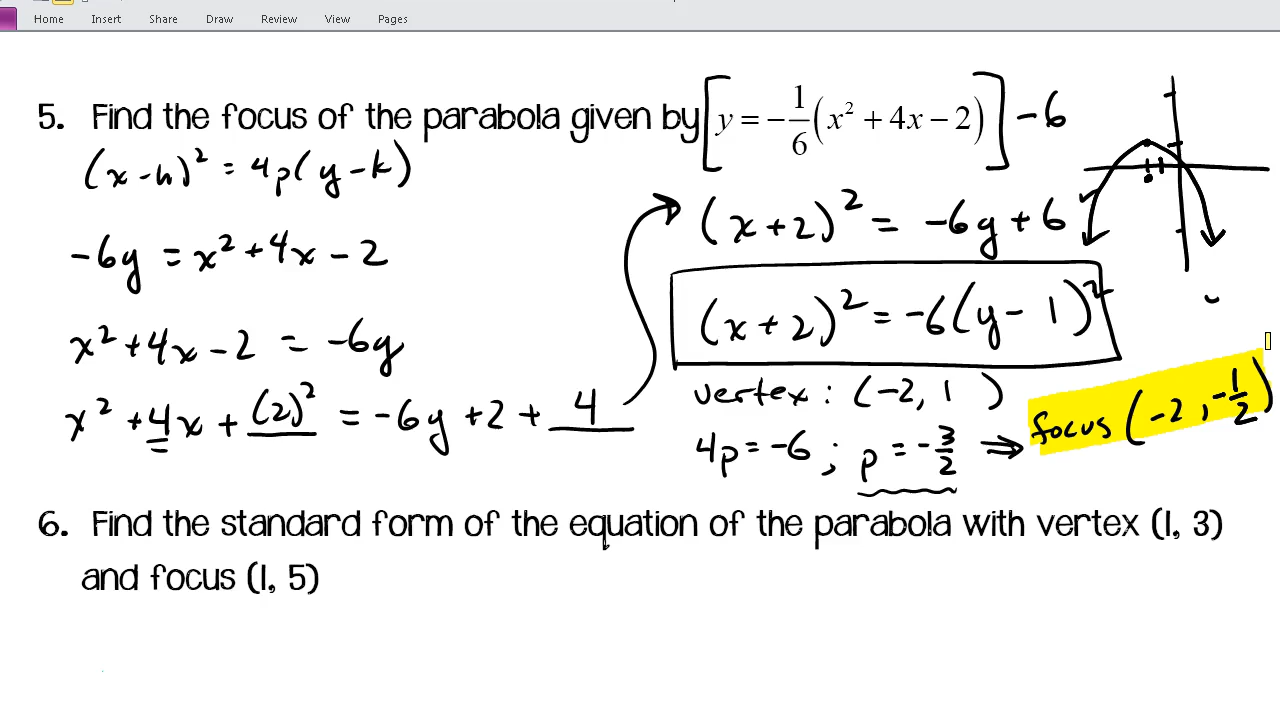 Home Insert Share Draw Review View Pages
5. Find the focus of the parabola given by [y = -1/6(x² + 4x - 2)] -6
(x-h)² = 4p(y-k)
-6y = x² + 4x - 2
x² + 4x - 2 = -6y
x² + 4x + (2)² = -6y + 2 + 4
(x+2)² = -6y + 6
(x+2)² = -6(y-1)²
vertex: (-2, 1)
4p = -6; p = -3/2 ⇒ focus (-2, -1/2)
6. Find the standard form of the equation of the parabola with vertex (1, 3)
and focus (1, 5)